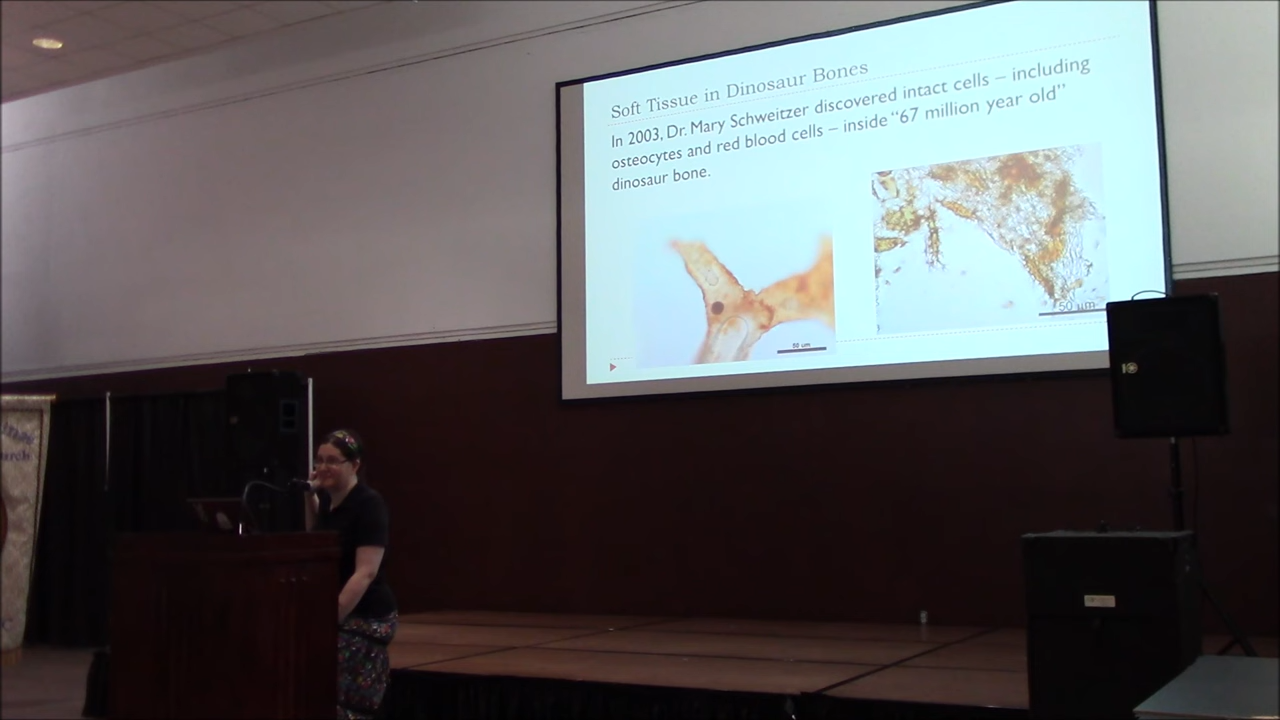 Soft Tissue in Dinosaur Bones
In 2003, Dr. Mary Schweitzer discovered intact cells – including
osteocytes and red blood cells – inside “67 million year old”
dinosaur bone.
50 um
50 µm